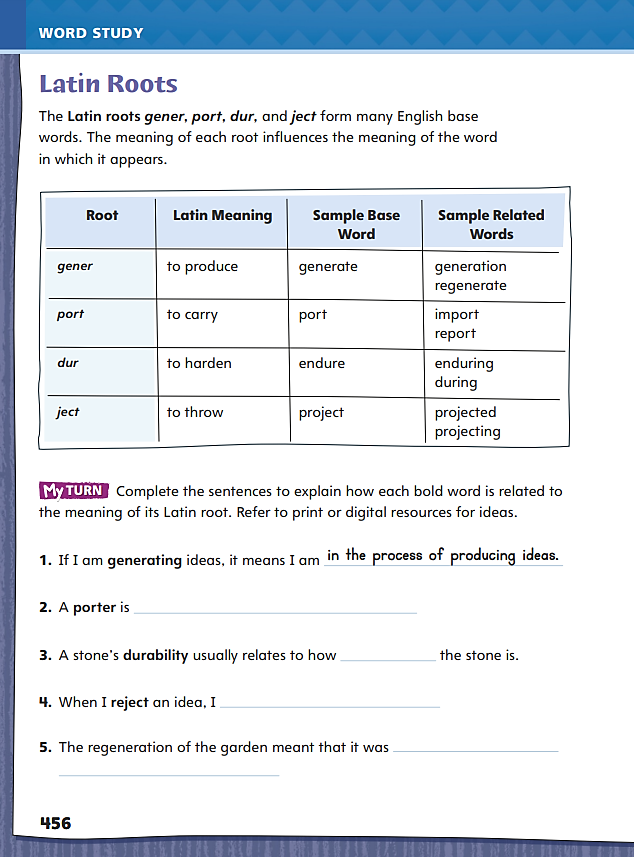 WORD STUDY
Latin Roots
The Latin roots gener, port, dur, and ject form many English base
words. The meaning of each root influences the meaning of the word
in which it appears.
Root Latin Meaning Sample Base Word Sample Related Words
gener to produce generate generation
regenerate
port to carry port import
report
dur to harden endure enduring
during
ject to throw project projected
projecting
My TURN Complete the sentences to explain how each bold word is related to
the meaning of its Latin root. Refer to print or digital resources for ideas.
1. If I am generating ideas, it means I am in the process of producing ideas.
2. A porter is
3. A stone's durability usually relates to how the stone is.
4. When I reject an idea, I
5. The regeneration of the garden meant that it was
456